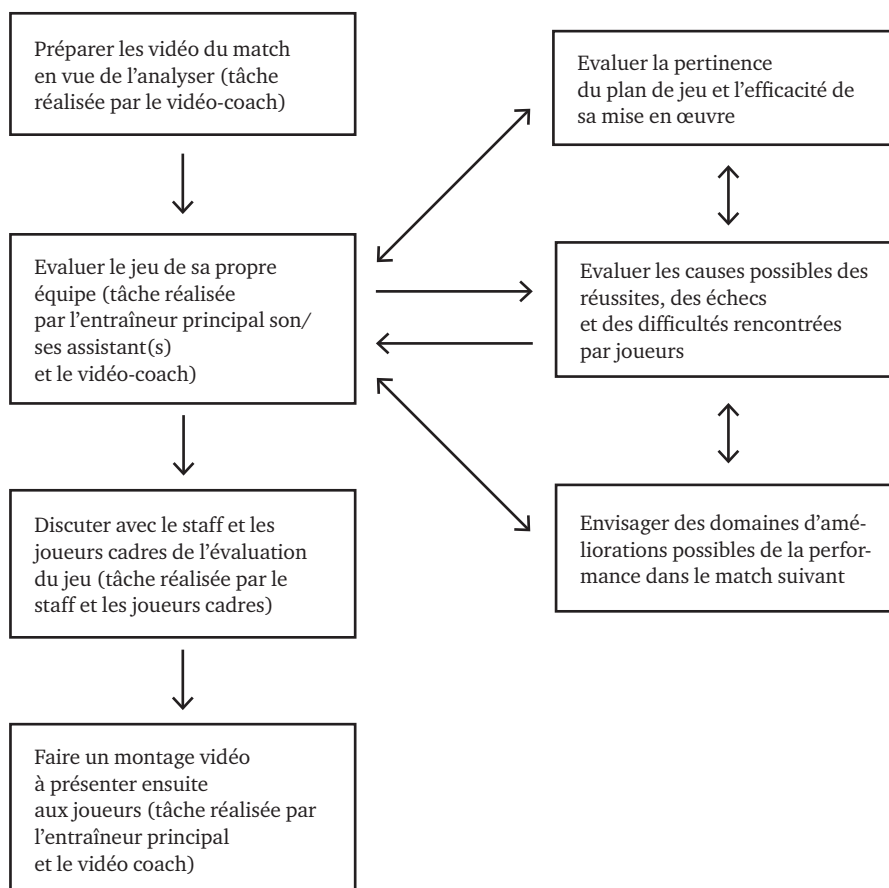 Préparer les vidéo du match
en vue de l'analyser (tâche
réalisée par le vidéo-coach)
Evaluer le jeu de sa propre
équipe (tâche réalisée
par l'entraîneur principal son/
ses assistant(s)
et le vidéo-coach)
Discuter avec le staff et les
joueurs cadres de l'évaluation
du jeu (tâche réalisée par le
staff et les joueurs cadres)
Faire un montage vidéo
à présenter ensuite
aux joueurs (tâche réalisée par
l'entraîneur principal
et le vidéo coach)
Evaluer la pertinence
du plan de jeu et l'efficacité de
sa mise en œuvre
Evaluer les causes possibles des
réussites, des échecs
et des difficultés rencontrées
par joueurs
Envisager des domaines d'amé-
liorations possibles de la perfor-
mance dans le match suivant